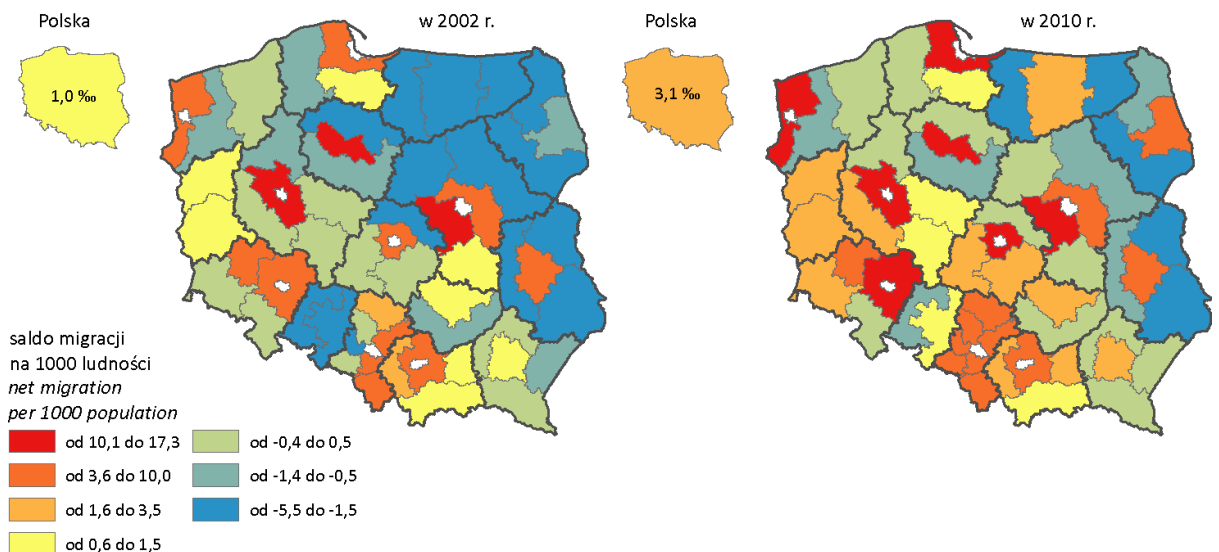 Polska
w 2002 r.
Polska
w 2010 r.
1,0 ‰
3,1 ‰
saldo migracji
na 1000 ludności
net migration
per 1000 population
od 10,1 do 17,3
od -0,4 do 0,5
od 3,6 do 10,0
od -1,4 do -0,5
od 1,6 do 3,5
od -5,5 do -1,5
od 0,6 do 1,5